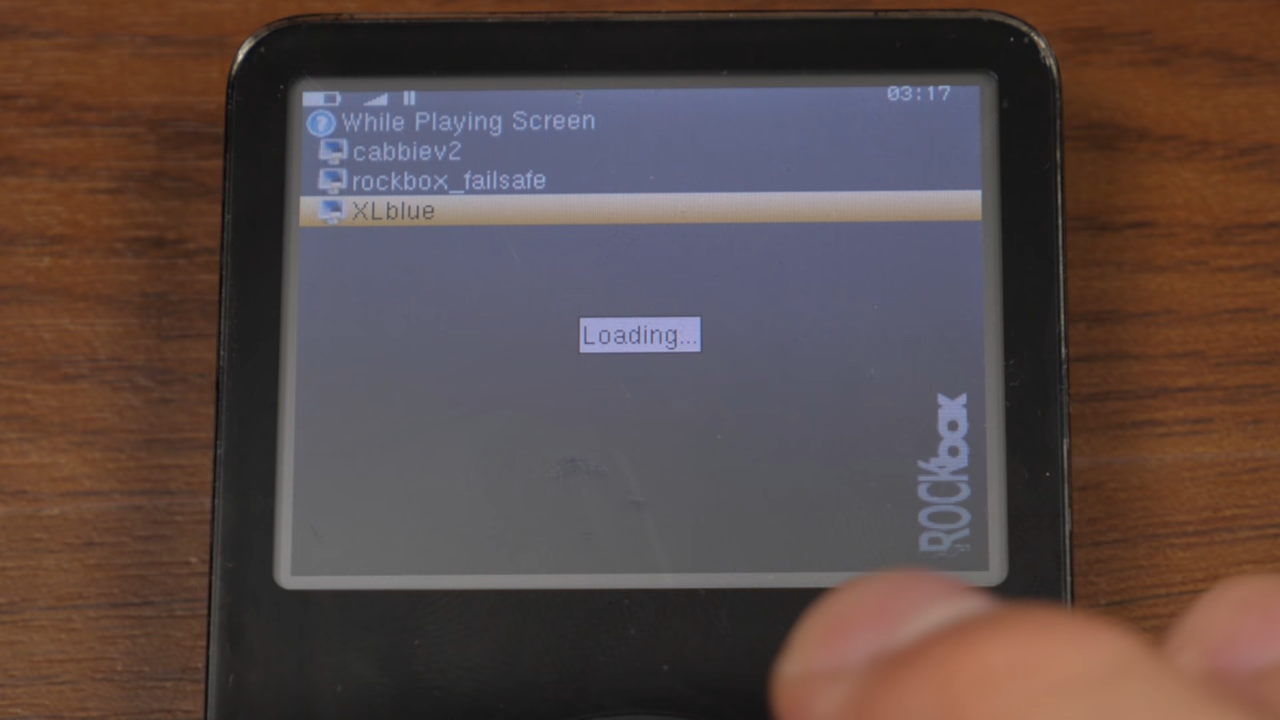 03:17
While Playing Screen
cabbiev2
rockbox_failsafe
XLblue
Loading...
ROCKbox